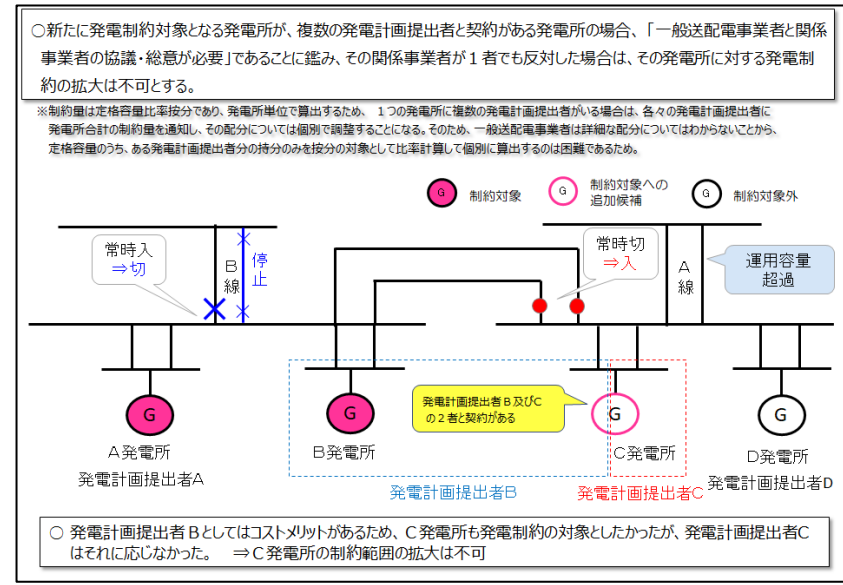 ○新たに発電制約対象となる発電所が、複数の発電計画提出者と契約がある発電所の場合、「一般送配電事業者と関係
事業者の協議・総意が必要」であることに鑑み、その関係事業者が１者でも反対した場合は、その発電所に対する発電制
約の拡大は不可とする。
※制約量は定格容量比率按分であり、発電所単位で算出するため、 １つの発電所に複数の発電計画提出者がいる場合は、各々の発電計画提出者に
発電所合計の制約量を通知し、その配分については個別で調整することになる。そのため、一般送配電事業者は詳細な配分についてはわからないことから、
定格容量のうち、ある発電計画提出者分の持分のみを按分の対象として比率計算して個別に算出するのは困難であるため。
G 制約対象
G 制約対象への
追加候補
G 制約対象外
常時入
⇒切
B
線
停
止
常時切
⇒入
A
線
運用容量
超過
発電計画提出者Ｂ及びC
の２者と契約がある
G
G
G
G
A発電所
B発電所
C発電所
D発電所
発電計画提出者A
発電計画提出者B
発電計画提出者C
発電計画提出者D
○ 発電計画提出者Ｂとしてはコストメリットがあるため、Ｃ発電所も発電制約の対象としたかったが、発電計画提出者C
はそれに応じなかった。 ⇒Ｃ発電所の制約範囲の拡大は不可